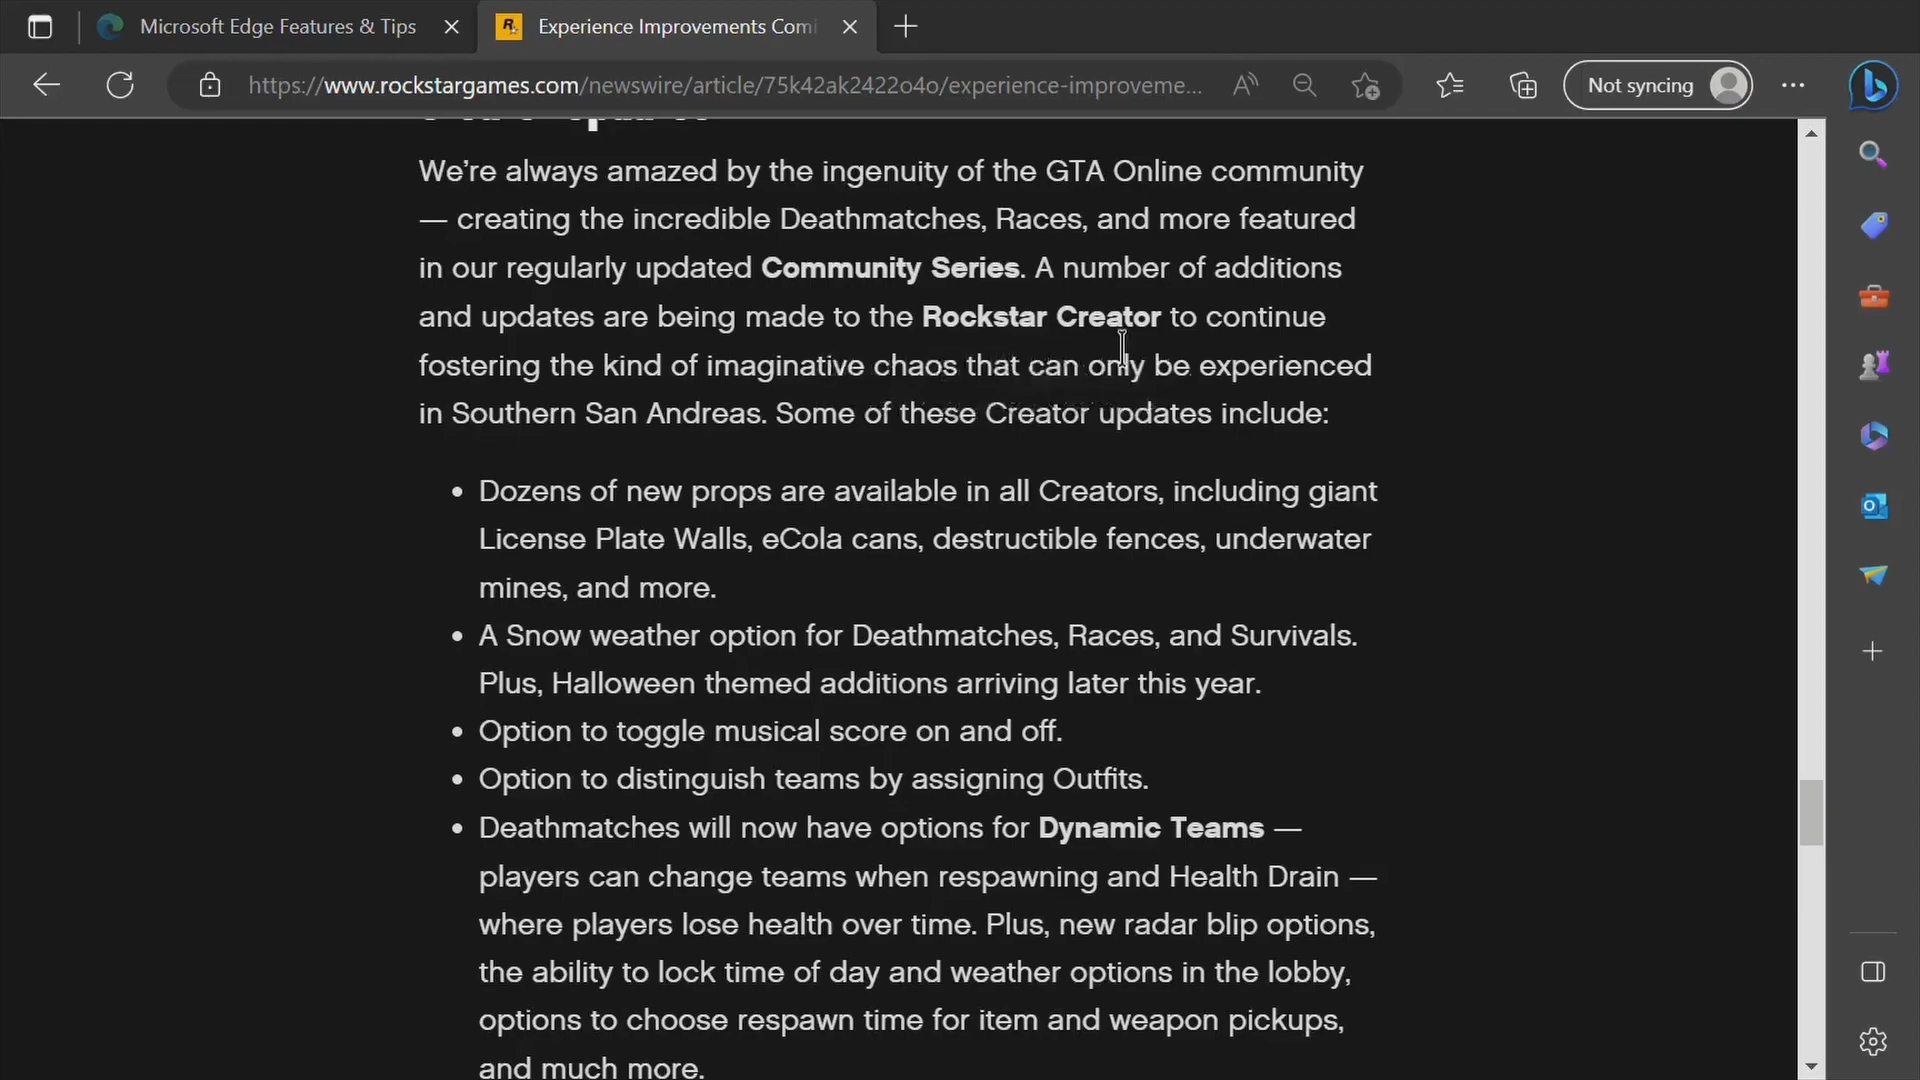 Microsoft Edge Features & Tips
Experience Improvements Comi
https://www.rockstargames.com/newswire/article/75k42ak2422o4o/experience-improveme...
Not syncing
We’re always amazed by the ingenuity of the GTA Online community
— creating the incredible Deathmatches, Races, and more featured
in our regularly updated Community Series. A number of additions
and updates are being made to the Rockstar Creator to continue
fostering the kind of imaginative chaos that can only be experienced
in Southern San Andreas. Some of these Creator updates include:
• Dozens of new props are available in all Creators, including giant
License Plate Walls, eCola cans, destructible fences, underwater
mines, and more.
• A Snow weather option for Deathmatches, Races, and Survivals.
Plus, Halloween themed additions arriving later this year.
• Option to toggle musical score on and off.
• Option to distinguish teams by assigning Outfits.
• Deathmatches will now have options for Dynamic Teams —
players can change teams when respawning and Health Drain —
where players lose health over time. Plus, new radar blip options,
the ability to lock time of day and weather options in the lobby,
options to choose respawn time for item and weapon pickups,
and much more.